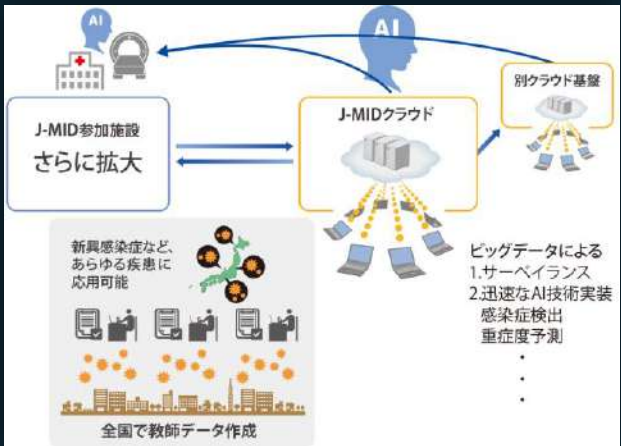 AI
AI
J-MID参加施設
さらに拡大
J-MIDクラウド
別クラウド基盤
新興感染症など、
あらゆる疾患に
応用可能
全国で教師データ作成
ビッグデータによる
1.サーベイランス
2.迅速なAI技術実装
感染症検出
重症度予測
・
・
・